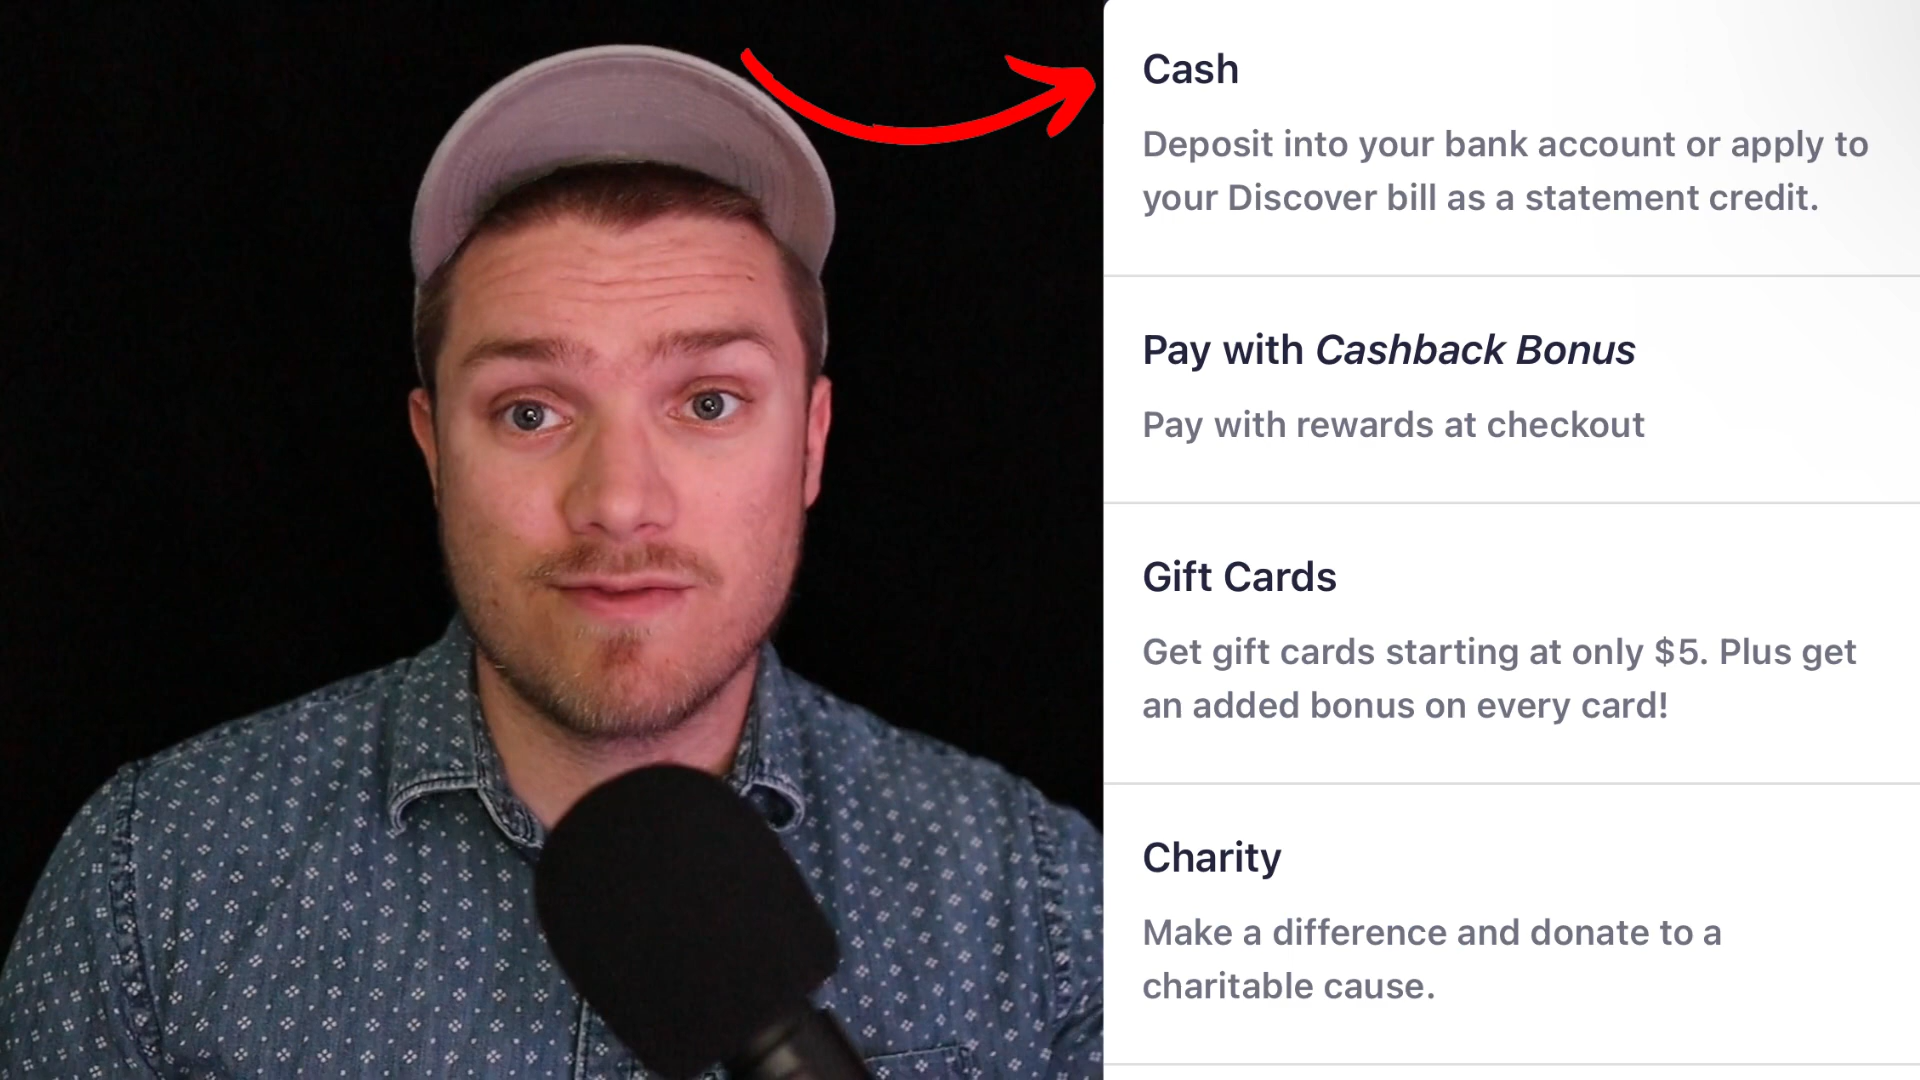 Cash
Deposit into your bank account or apply to
your Discover bill as a statement credit.
Pay with Cashback Bonus
Pay with rewards at checkout
Gift Cards
Get gift cards starting at only $5. Plus get
an added bonus on every card!
Charity
Make a difference and donate to a
charitable cause.